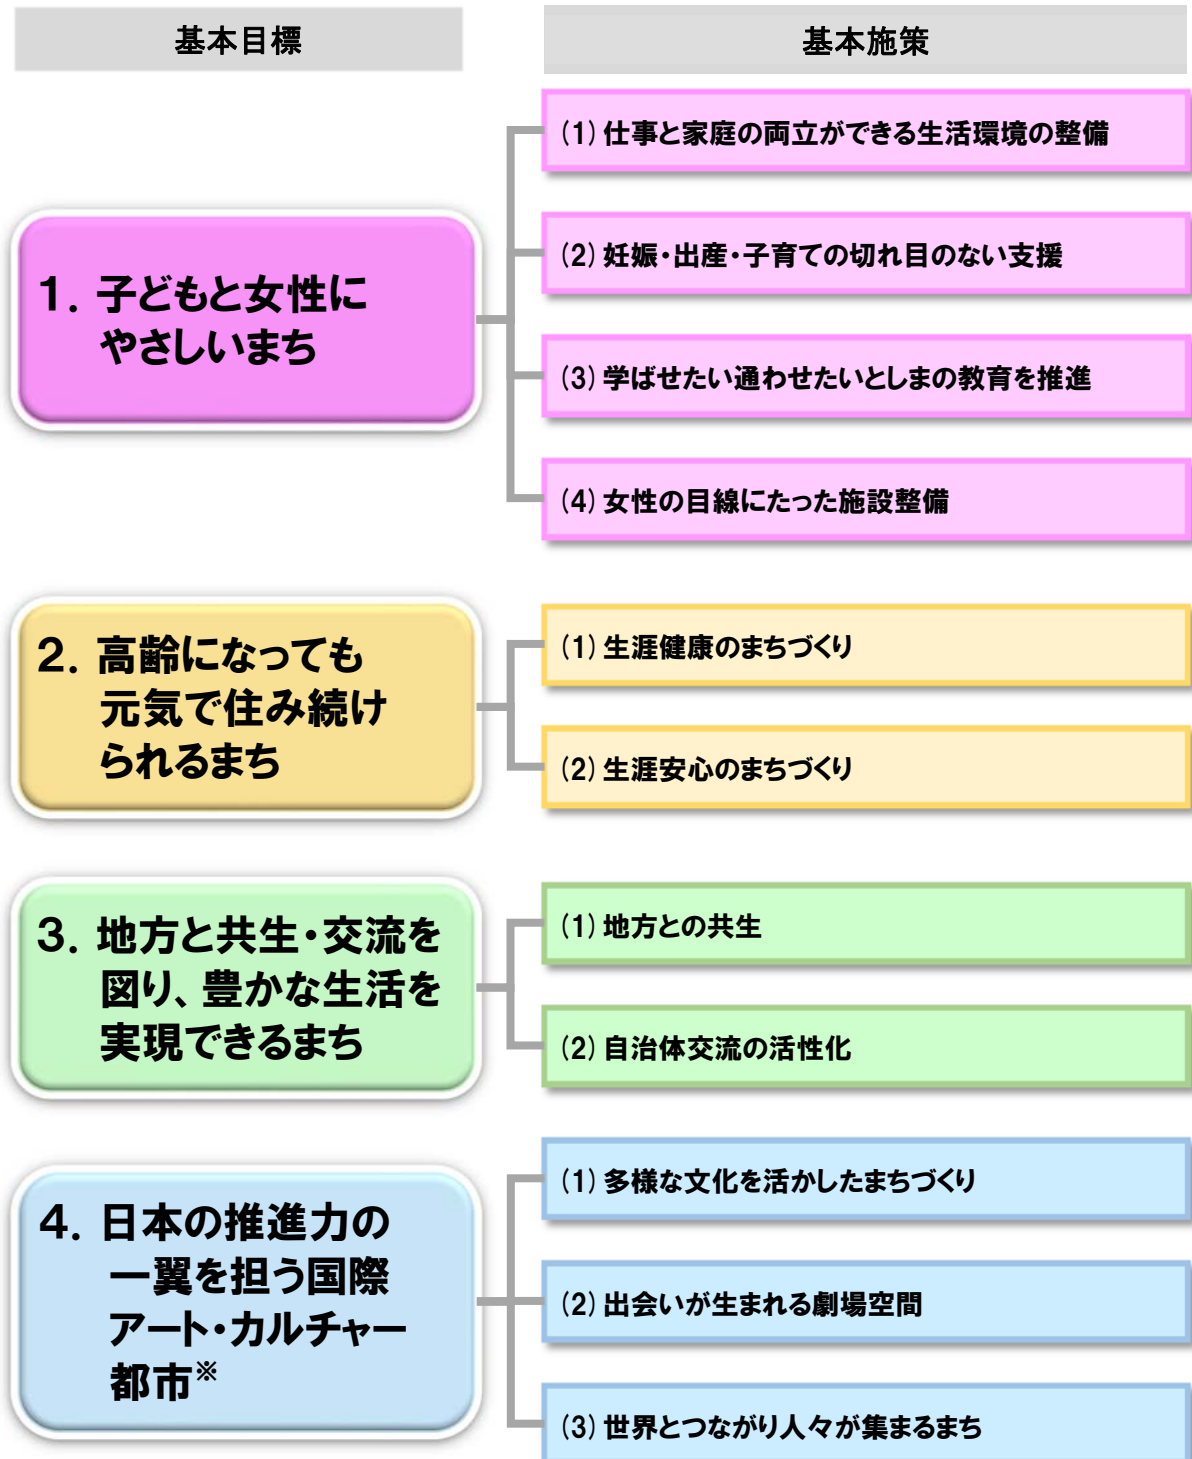 基本目標
基本施策
1. 子どもと女性に
やさしいまち
(1) 仕事と家庭の両立ができる生活環境の整備
(2) 妊娠・出産・子育ての切れ目のない支援
(3) 学ばせたい通わせたいとしまの教育を推進
(4) 女性の目線にたった施設整備
2. 高齢になっても
元気で住み続け
られるまち
(1) 生涯健康のまちづくり
(2) 生涯安心のまちづくり
3. 地方と共生・交流を
図り、豊かな生活を
実現できるまち
(1) 地方との共生
(2) 自治体交流の活性化
4. 日本の推進力の
一翼を担う国際
アート・カルチャー
都市※
(1) 多様な文化を活かしたまちづくり
(2) 出会いが生まれる劇場空間
(3) 世界とつながり人々が集まるまち